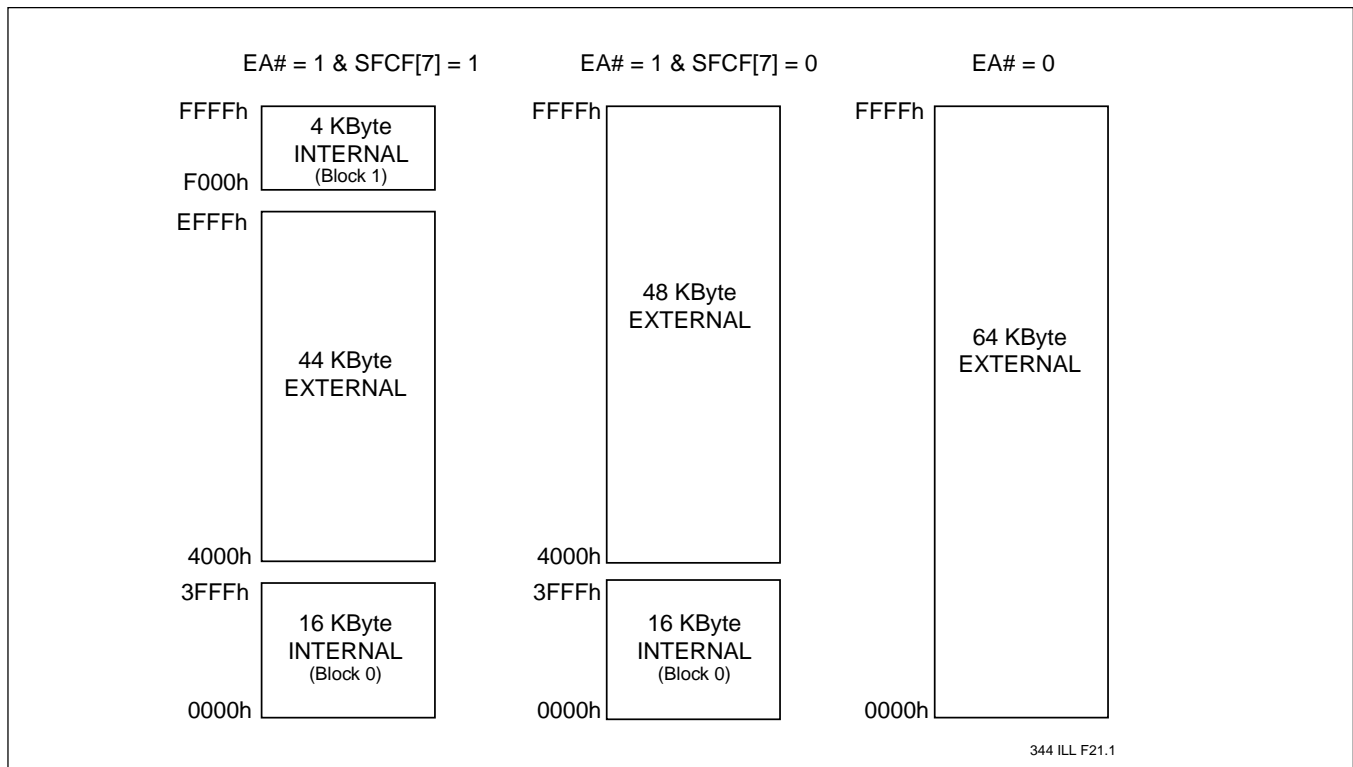 EA# = 1 & SFCF[7] = 1
FFFFh
4 KByte
INTERNAL
(Block 1)
F000h
EFFFh
44 KByte
EXTERNAL
4000h
3FFFh
16 KByte
INTERNAL
(Block 0)
0000h
EA# = 1 & SFCF[7] = 0
FFFFh
48 KByte
EXTERNAL
4000h
3FFFh
16 KByte
INTERNAL
(Block 0)
0000h
EA# = 0
FFFFh
64 KByte
EXTERNAL
0000h
344 ILL F21.1